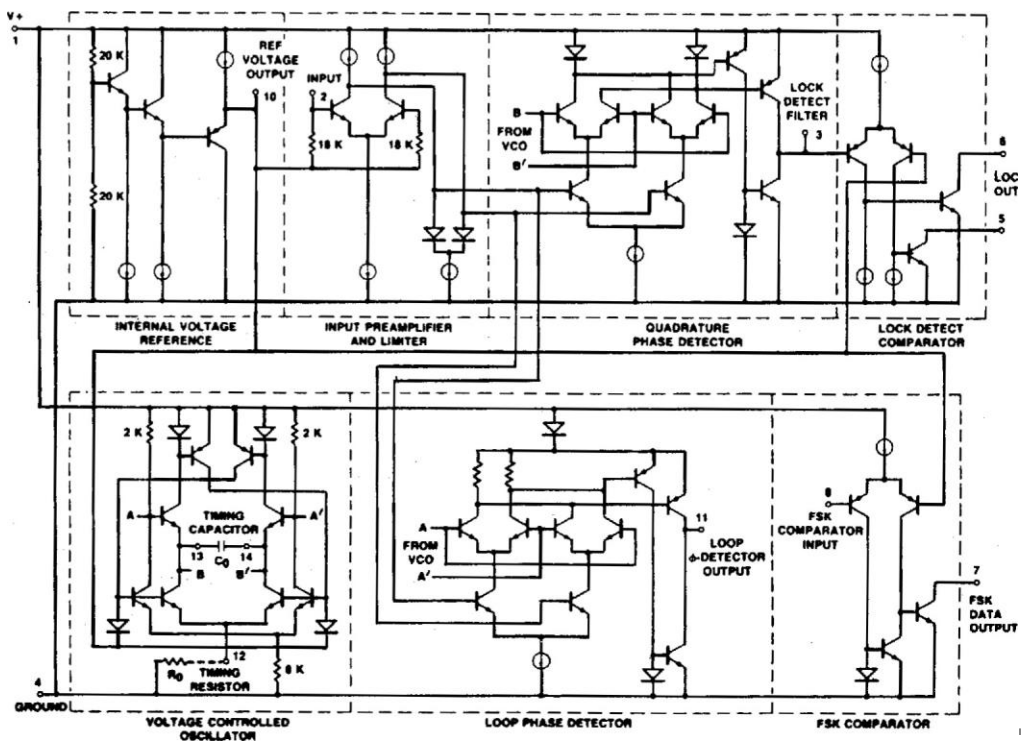 V+
1
20 K
20 K
REF
VOLTAGE
OUTPUT
10
INPUT
2
18 K
18 K
B
FROM
VCO
B'
LOCK
DETECT
FILTER
3
6
LOC
OUT
5
INTERNAL VOLTAGE
REFERENCE
INPUT PREAMPLIFIER
AND LIMITER
QUADRATURE
PHASE DETECTOR
LOCK DETECT
COMPARATOR
2 K
2 K
A
A'
TIMING
CAPACITOR
13
C0
14
B
B'
12
R0
TIMING
RESISTOR
8 K
A
FROM
VCO
A'
11
LOOP
ϕ-DETECTOR
OUTPUT
8
FSK
COMPARATOR
INPUT
7
FSK
DATA
OUTPUT
4
GROUND
VOLTAGE CONTROLLED
OSCILLATOR
LOOP PHASE DETECTOR
FSK COMPARATOR